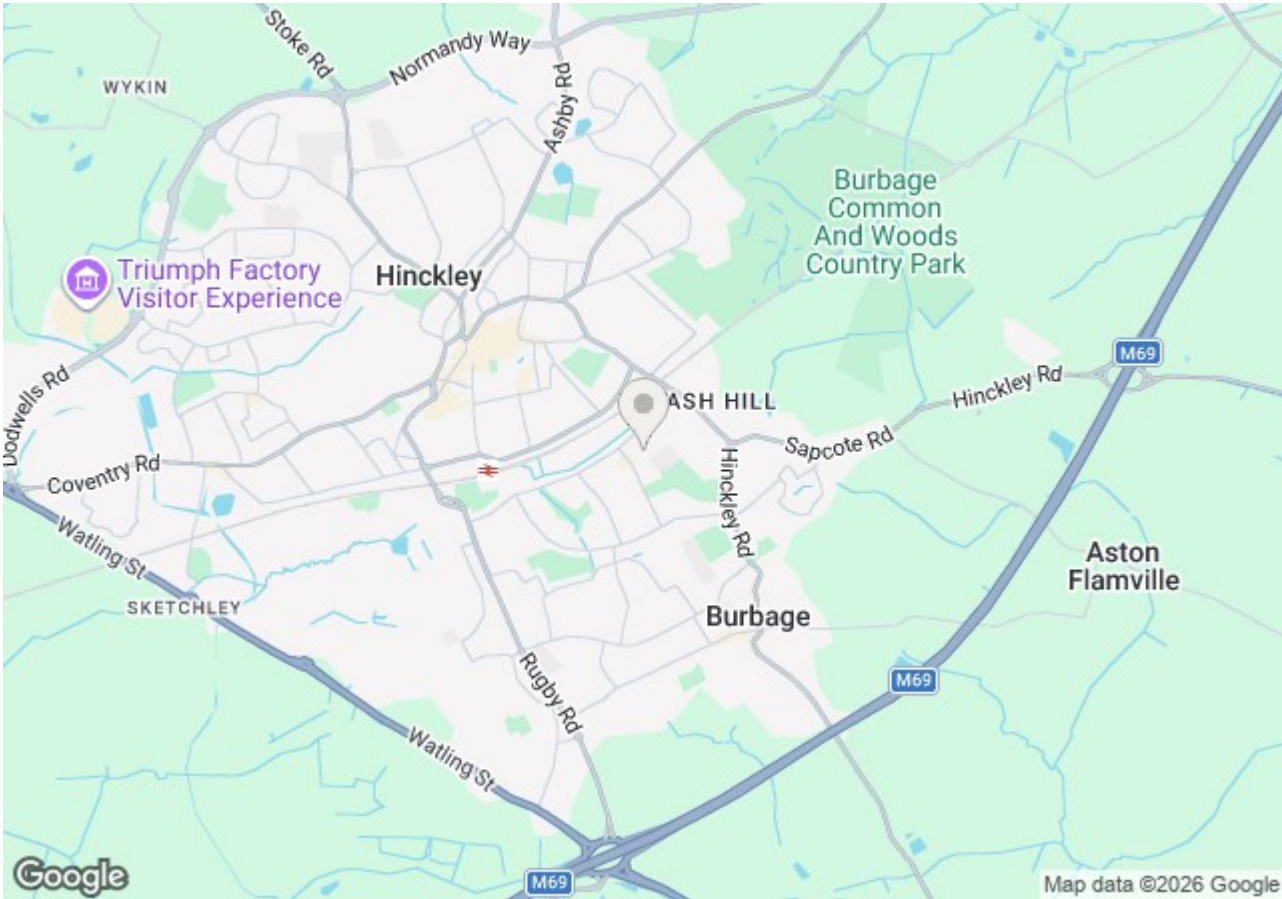 Stoke Rd
Normandy Way
WYKIN
Ashby Rd
Burbage
Common
And Woods
Country Park
Triumph Factory
Visitor Experience
Hinckley
M69
Dodwells Rd
ASH HILL
Hinckley Rd
Sapcote Rd
Coventry Rd
Hinckley Rd
Watling St
Aston
Flamville
SKETCHLEY
Burbage
M69
Rugby Rd
Watling St
M69
Google
Map data ©2026 Google